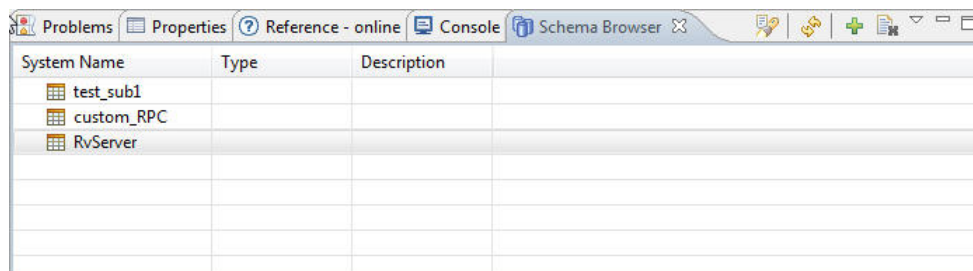 Problems Properties Reference - online Console Schema Browser
System Name Type Description
test_sub1
custom_RPC
RvServer